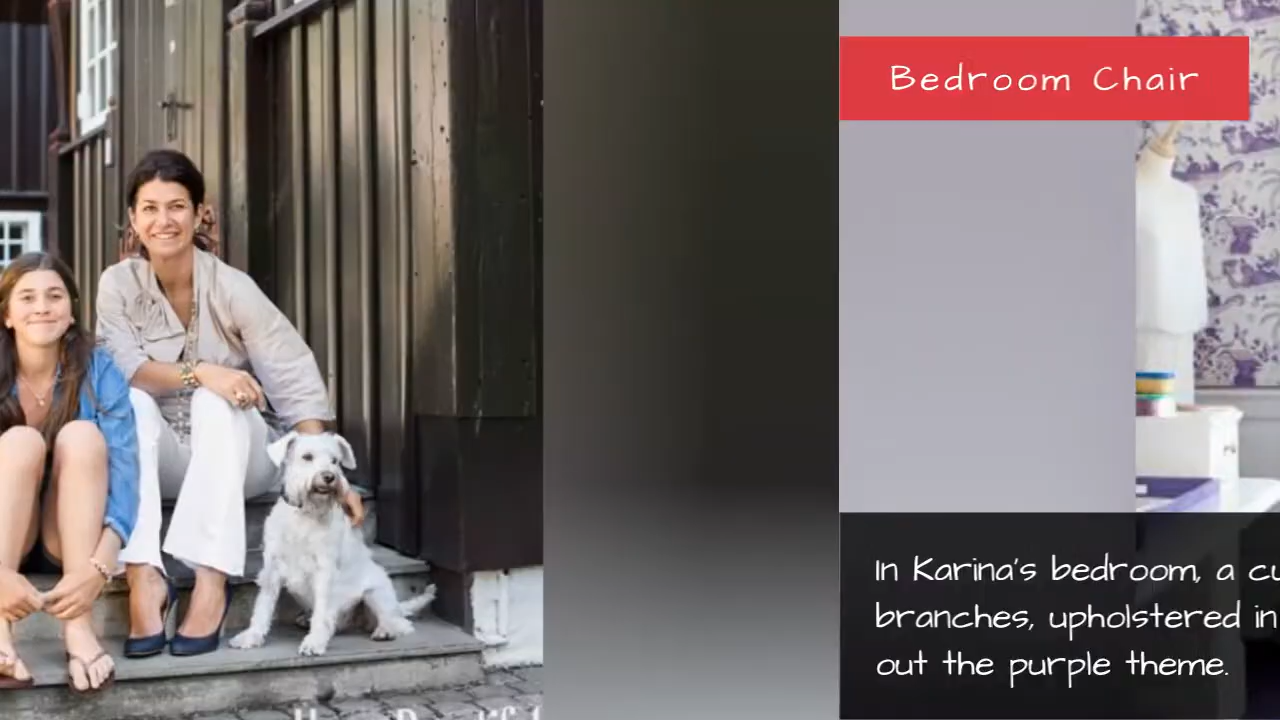 Bedroom Chair
In Karina's bedroom, a
branches, upholstered in
out the purple theme.